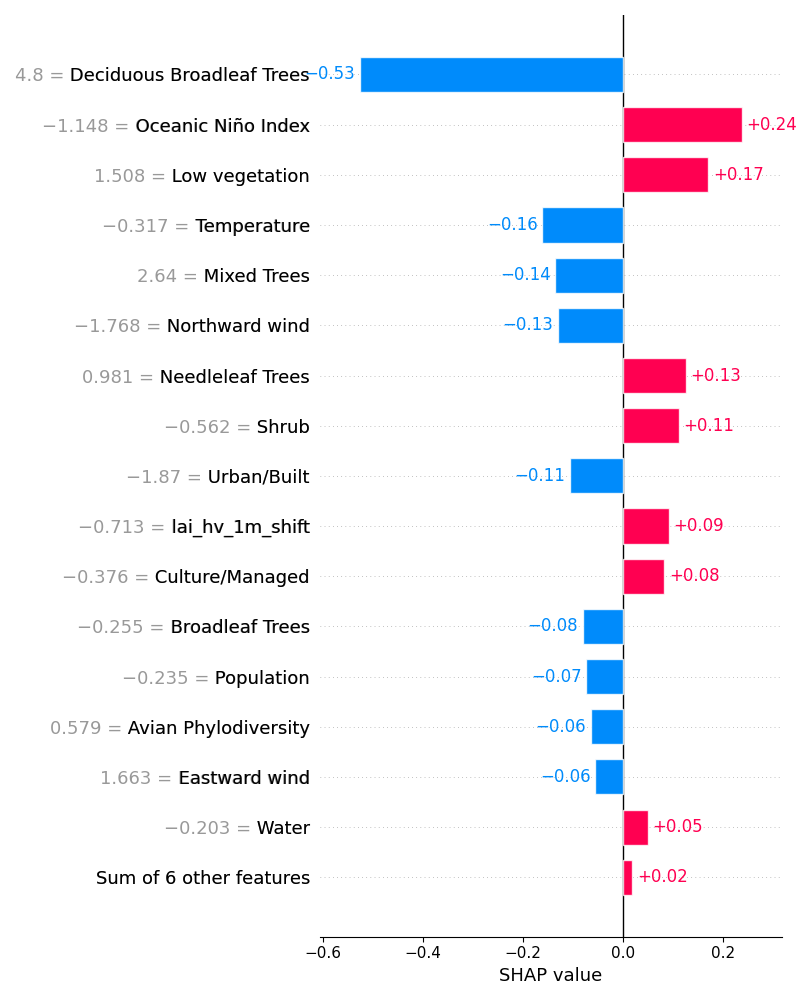 4.8 = Deciduous Broadleaf Trees −0.53
−1.148 = Oceanic Niño Index +0.24
1.508 = Low vegetation +0.17
−0.317 = Temperature −0.16
2.64 = Mixed Trees −0.14
−1.768 = Northward wind −0.13
0.981 = Needleleaf Trees +0.13
−0.562 = Shrub +0.11
−1.87 = Urban/Built −0.11
−0.713 = lai_hv_1m_shift +0.09
−0.376 = Culture/Managed +0.08
−0.255 = Broadleaf Trees −0.08
−0.235 = Population −0.07
0.579 = Avian Phylodiversity −0.06
1.663 = Eastward wind −0.06
−0.203 = Water +0.05
Sum of 6 other features +0.02
−0.6 −0.4 −0.2 0.0 0.2
SHAP value